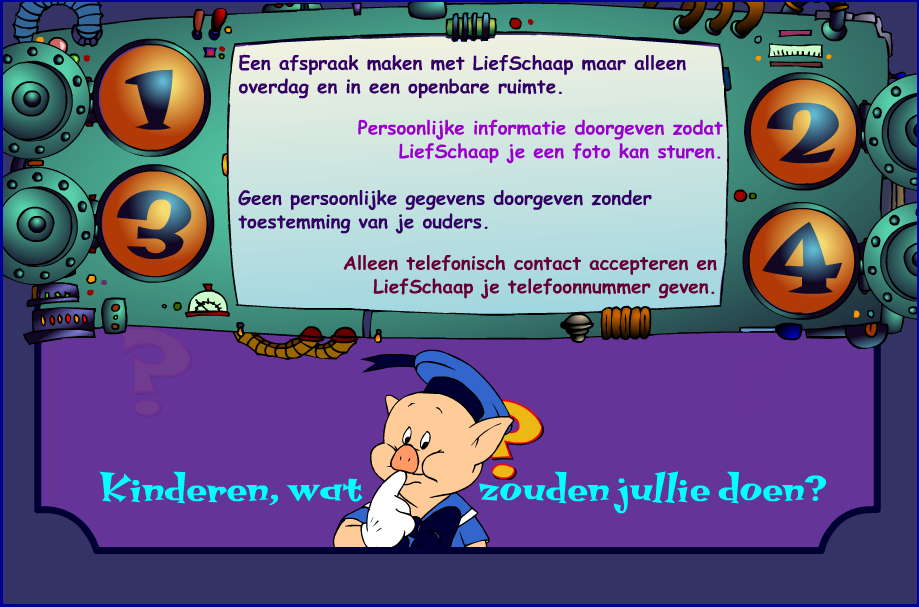 1
Een afspraak maken met LiefSchaap maar alleen
overdag en in een openbare ruimte.
2
Persoonlijke informatie doorgeven zodat
LiefSchaap je een foto kan sturen.
3
Geen persoonlijke gegevens doorgeven zonder
toestemming van je ouders.
4
Alleen telefonisch contact accepteren en
LiefSchaap je telefoonnummer geven.
?
?
Kinderen, wat zouden jullie doen?